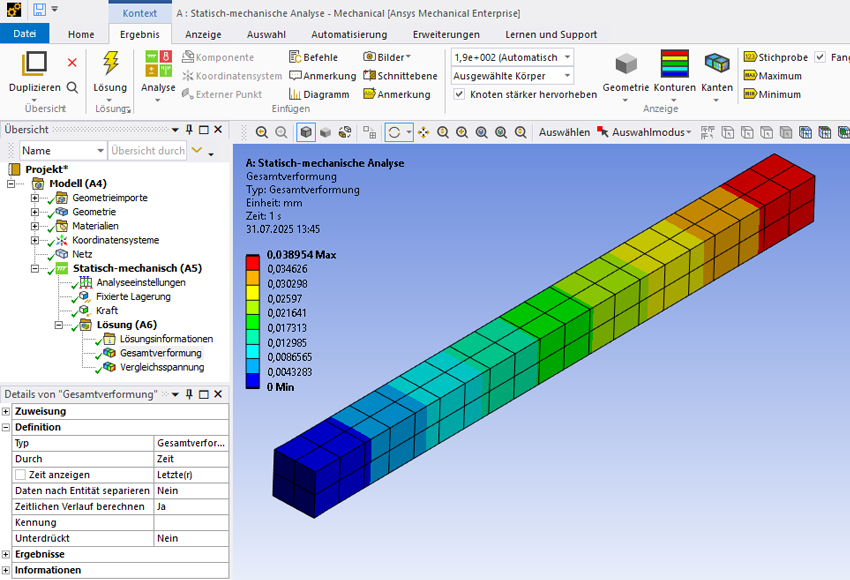 Kontext
A : Statisch-mechanische Analyse - Mechanical [Ansys Mechanical Enterprise]
Datei
Home
Ergebnis
Anzeige
Auswahl
Automatisierung
Erweiterungen
Lernen und Support
Duplizieren
Lösung
Analyse
Komponente
Koordinatensystem
Externer Punkt
Befehle
Anmerkung
Diagramm
Bilder
Schnittebene
Anmerkung
1,9e+002 (Automatisch
Ausgewählte Körper
Knoten stärker hervorheben
Geometrie
Konturen
Kanten
Stichprobe
Maximum
Minimum
Fang
Übersicht
Lösung
Einfügen
Anzeige
Übersicht
Auswählen
Auswahlmodus
Name
Übersicht durch
Projekt*
Modell (A4)
Geometrieimporte
Geometrie
Materialien
Koordinatensysteme
Netz
Statisch-mechanisch (A5)
Analyseeinstellungen
Fixierte Lagerung
Kraft
Lösung (A6)
Lösungsinformationen
Gesamtverformung
Vergleichsspannung
Details von "Gesamtverformung"
Zuweisung
Definition
Typ Gesamtverfor...
Durch Zeit
Zeit anzeigen Letzte(r)
Daten nach Entität separieren Nein
Zeitlichen Verlauf berechnen Ja
Kennung
Unterdrückt Nein
Ergebnisse
Informationen
A: Statisch-mechanische Analyse
Gesamtverformung
Typ: Gesamtverformung
Einheit: mm
Zeit: 1 s
31.07.2025 13:45
0.038954 Max
0,034626
0,030298
0,02597
0,021641
0,017313
0,012985
0,0086565
0,0043283
0 Min